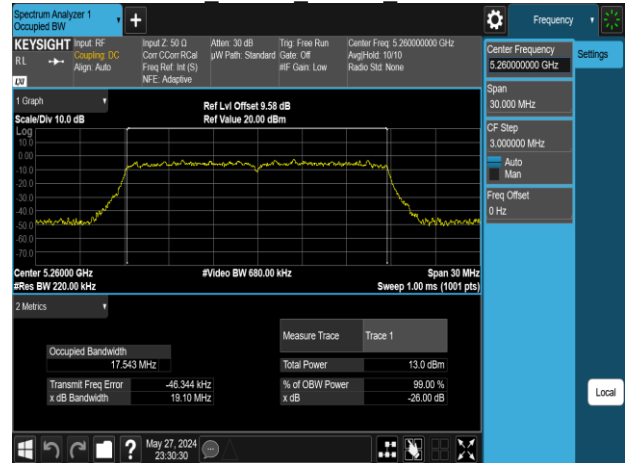 Spectrum Analyzer 1
Occupied BW
Frequency
KEYSIGHT
RL
LXI
Input: RF
Coupling: DC
Align: Auto
Input Z: 50 Ω
Corr CCorr RCal
Freq Ref: Int (S)
NFE: Adaptive
Atten: 30 dB
µW Path: Standard
Trig: Free Run
Gate: Off
#IF Gain: Low
Center Freq: 5.260000000 GHz
Avg|Hold: 10/10
Radio Std: None
Center Frequency
5.260000000 GHz
Settings
Span
30.000 MHz
CF Step
3.000000 MHz
Auto
Man
Freq Offset
0 Hz
Local
1 Graph
Scale/Div 10.0 dB
Ref Lvl Offset 9.58 dB
Ref Value 20.00 dBm
Log
10.0
0.00
-10.0
-20.0
-30.0
-40.0
-50.0
-60.0
-70.0
Center 5.26000 GHz
#Video BW 680.00 kHz
Span 30 MHz
#Res BW 220.00 kHz
Sweep 1.00 ms (1001 pts)
2 Metrics
Measure Trace Trace 1
Occupied Bandwidth
17.543 MHz
Total Power 13.0 dBm
Transmit Freq Error -46.344 kHz
% of OBW Power 99.00 %
x dB Bandwidth 19.10 MHz
x dB -26.00 dB
?
May 27, 2024
23:30:30